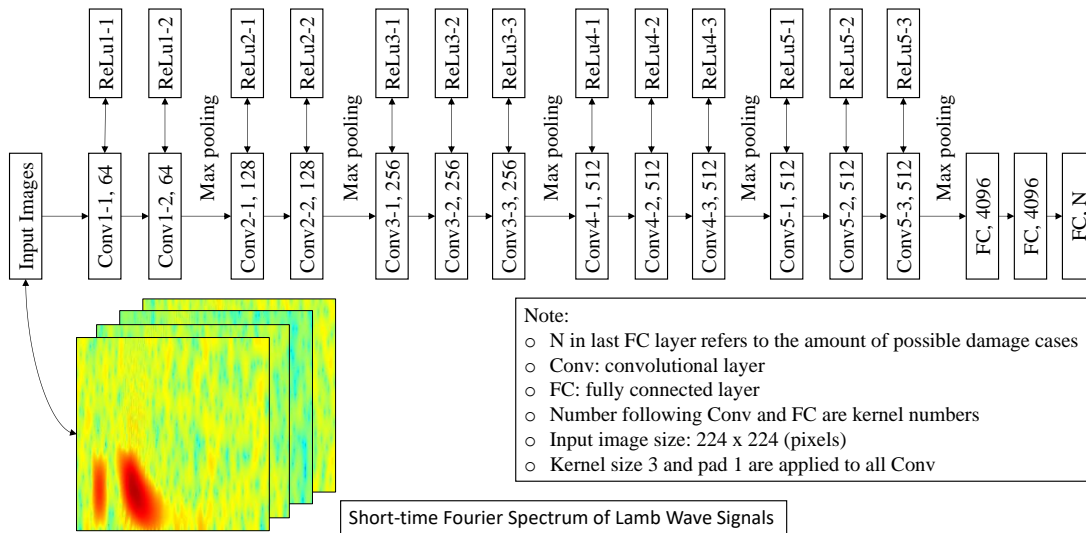 ReLu1-1
ReLu1-2
ReLu2-1
ReLu2-2
ReLu3-1
ReLu3-2
ReLu3-3
ReLu4-1
ReLu4-2
ReLu4-3
ReLu5-1
ReLu5-2
ReLu5-3
Input Images
Conv1-1, 64
Conv1-2, 64
Max pooling
Conv2-1, 128
Conv2-2, 128
Max pooling
Conv3-1, 256
Conv3-2, 256
Conv3-3, 256
Max pooling
Conv4-1, 512
Conv4-2, 512
Conv4-3, 512
Max pooling
Conv5-1, 512
Conv5-2, 512
Conv5-3, 512
Max pooling
FC, 4096
FC, 4096
FC, N
Note:
○ N in last FC layer refers to the amount of possible damage cases
○ Conv: convolutional layer
○ FC: fully connected layer
○ Number following Conv and FC are kernel numbers
○ Input image size: 224 x 224 (pixels)
○ Kernel size 3 and pad 1 are applied to all Conv
Short-time Fourier Spectrum of Lamb Wave Signals